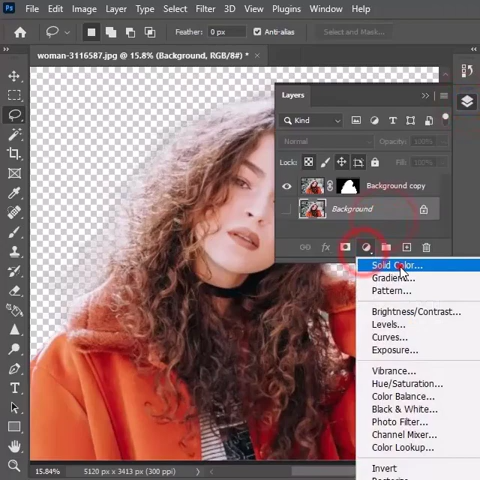 Ps File Edit Image Layer Type Select Filter View Plugins Window Help
Feather: 0 px Anti-alias Select and Mask...
woman-3116587.jpg @ 15.8% (Background, RGB/8#) *
Layers
Kind
Normal Opacity: 100%
Lock: Fill: 100%
Background copy
Background
fx
Solid Color...
Gradient...
Pattern...
Brightness/Contrast...
Levels...
Curves...
Exposure...
Vibrance...
Hue/Saturation...
Color Balance...
Black & White...
Photo Filter...
Channel Mixer...
Color Lookup...
Invert
15.84% 5120 px x 3413 px (300 ppi)